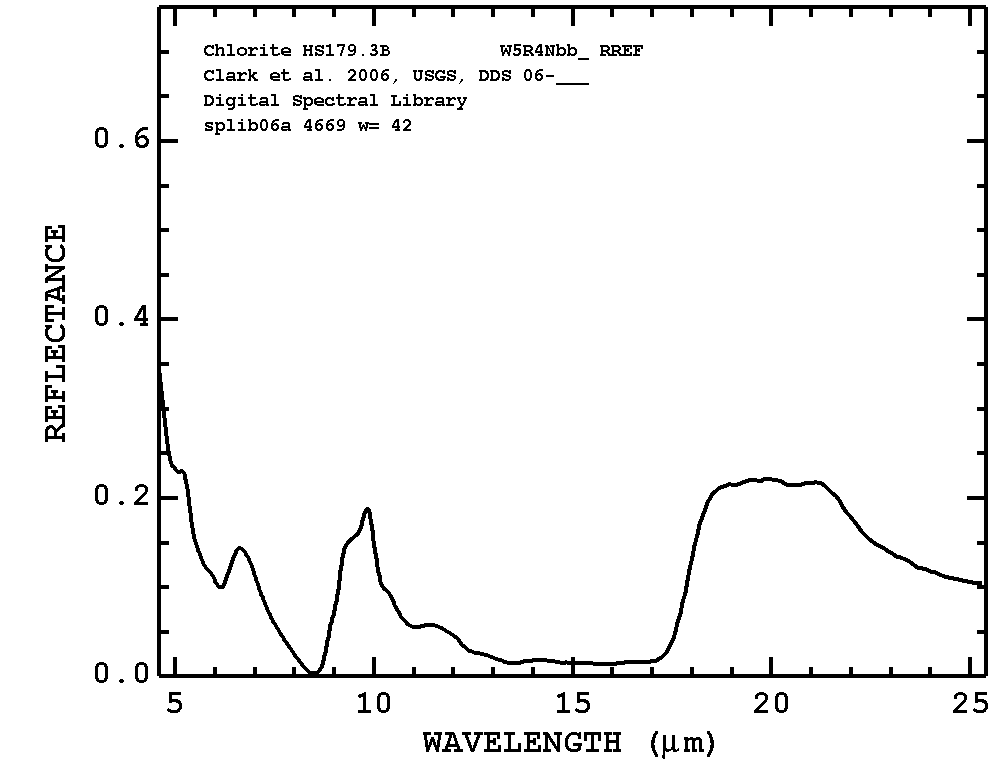 Chlorite HS179.3B W5R4Nbb_ RREF
Clark et al. 2006, USGS, DDS 06-___
Digital Spectral Library
splib06a 4669 w= 42
0.6
0.4
0.2
0.0
REFLECTANCE
5 10 15 20 25
WAVELENGTH (μm)